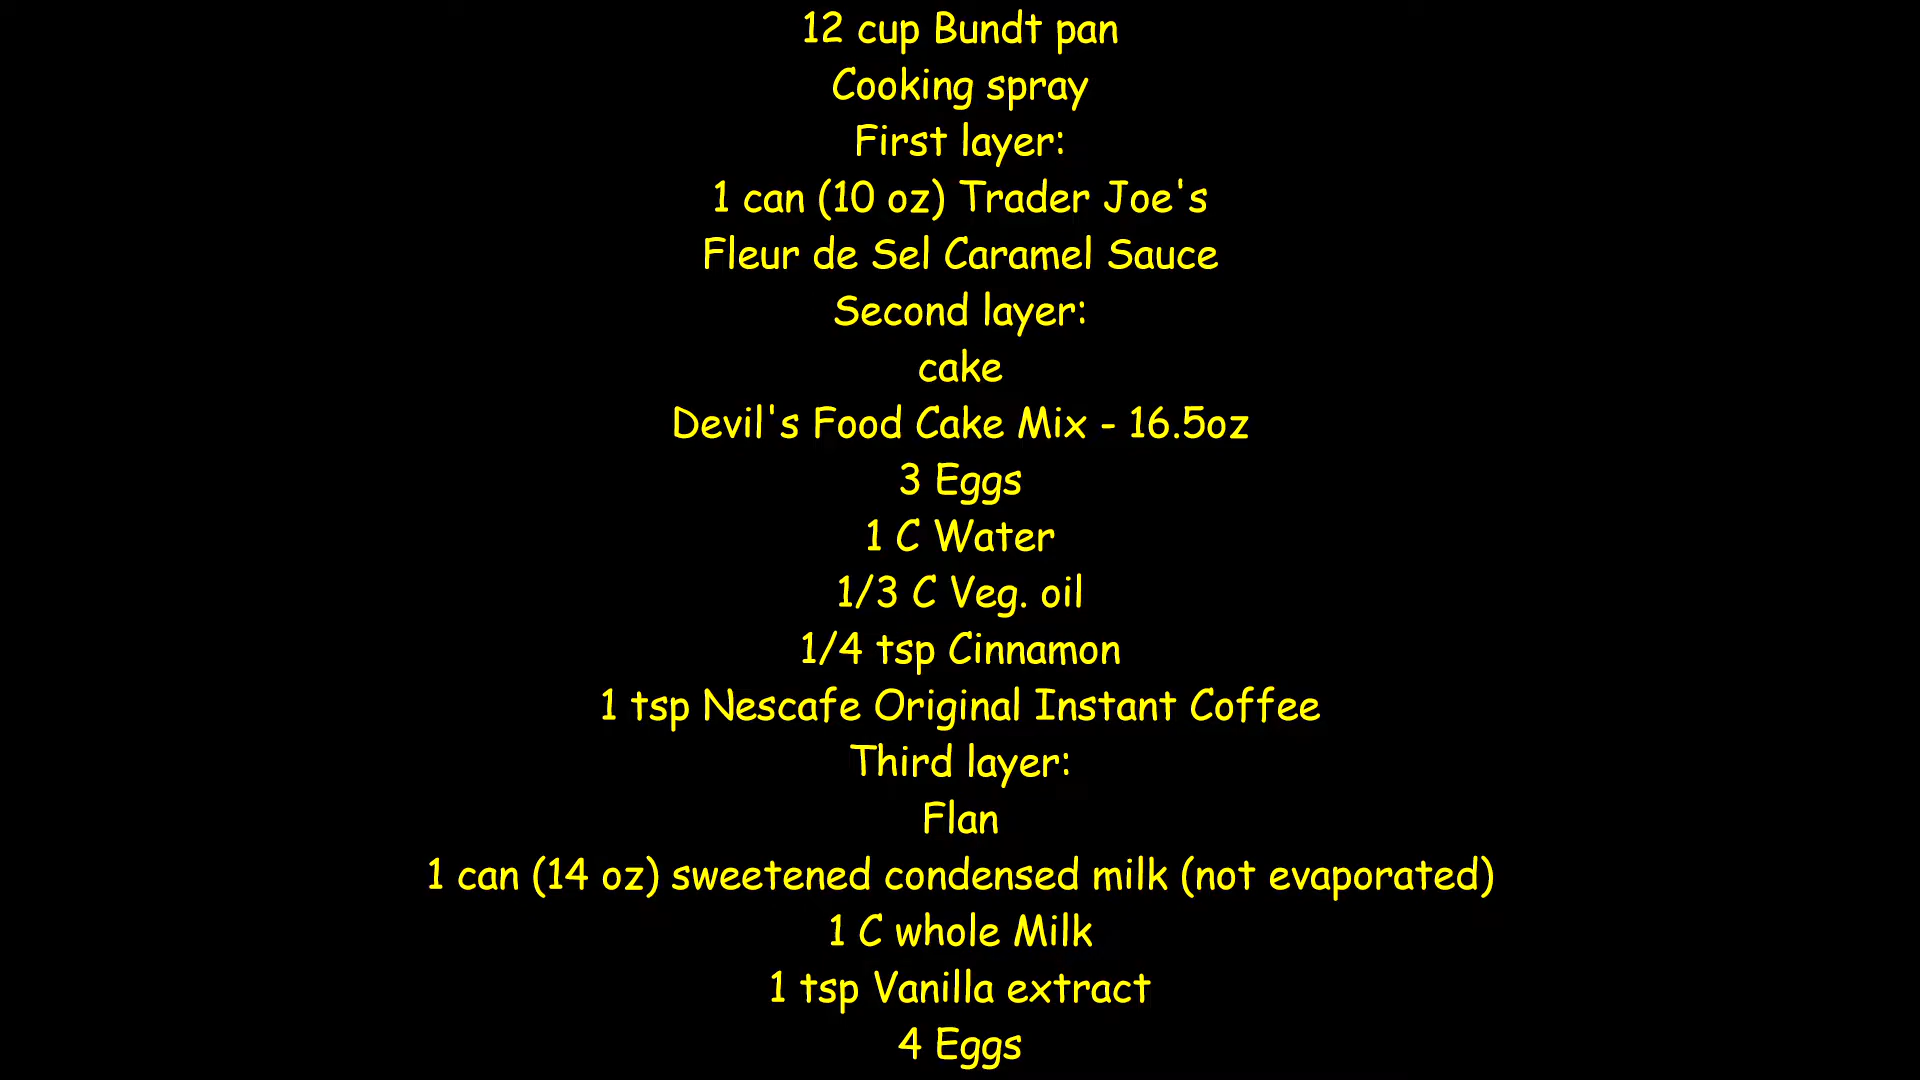 12 cup Bundt pan
Cooking spray
First layer:
1 can (10 oz) Trader Joe's
Fleur de Sel Caramel Sauce
Second layer:
cake
Devil's Food Cake Mix - 16.5oz
3 Eggs
1 C Water
1/3 C Veg. oil
1/4 tsp Cinnamon
1 tsp Nescafe Original Instant Coffee
Third layer:
Flan
1 can (14 oz) sweetened condensed milk (not evaporated)
1 C whole Milk
1 tsp Vanilla extract
4 Eggs